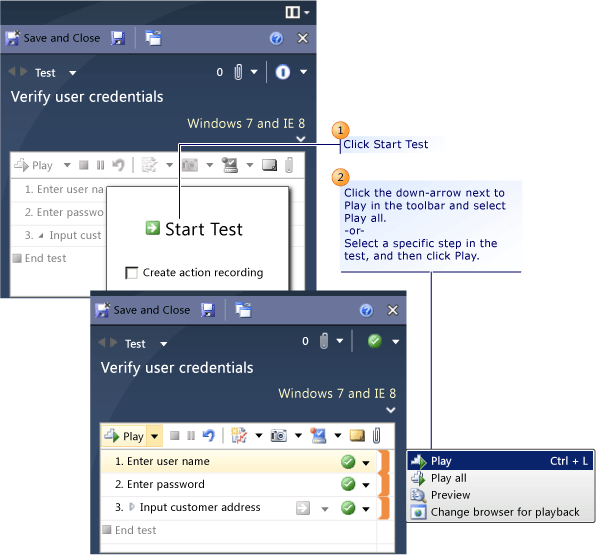 Save and Close
Test
0
Verify user credentials
Windows 7 and IE 8
Play
1. Enter user na
2. Enter passwo
3. Input cust
End test
Start Test
Create action recording
1
Click Start Test
2
Click the down-arrow next to
Play in the toolbar and select
Play all.
-or-
Select a specific step in the
test, and then click Play.
Save and Close
Test
0
Verify user credentials
Windows 7 and IE 8
Play
1. Enter user name
2. Enter password
3. Input customer address
End test
Play Ctrl + L
Play all
Preview
Change browser for playback